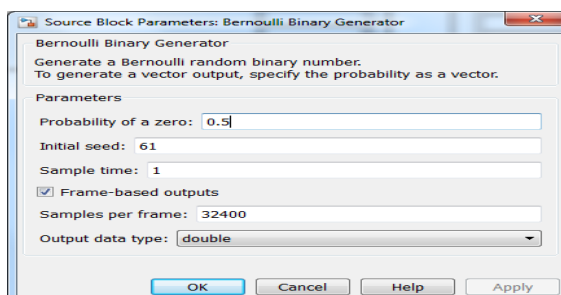 Source Block Parameters: Bernoulli Binary Generator
Bernoulli Binary Generator
Generate a Bernoulli random binary number.
To generate a vector output, specify the probability as a vector.
Parameters
Probability of a zero: 0.5
Initial seed: 61
Sample time: 1
Frame-based outputs
Samples per frame: 32400
Output data type: double
OK Cancel Help Apply